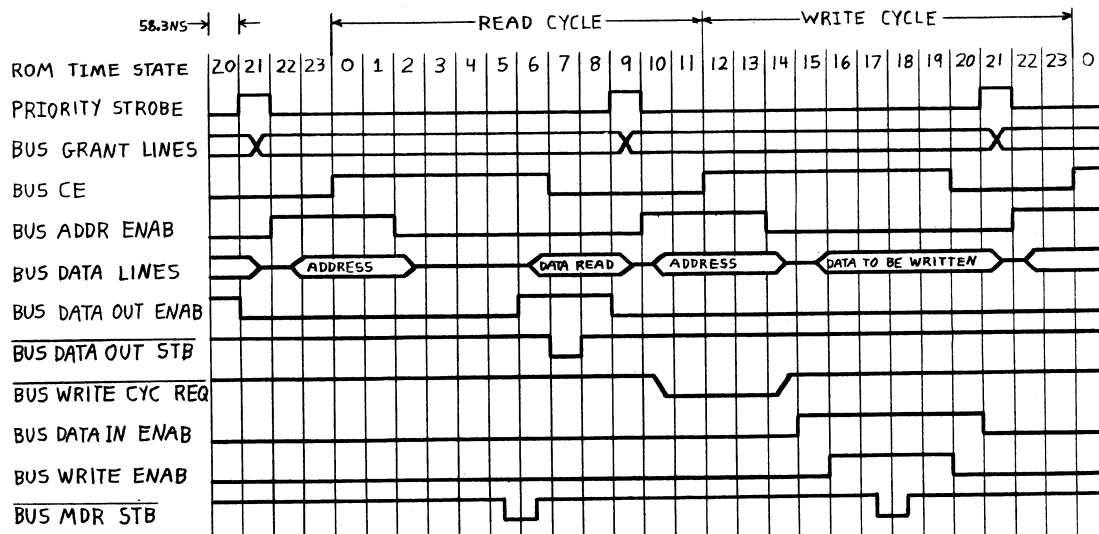 58.3NS READ CYCLE WRITE CYCLE
ROM TIME STATE 20 21 22 23 0 1 2 3 4 5 6 7 8 9 10 11 12 13 14 15 16 17 18 19 20 21 22 23 0
PRIORITY STROBE
BUS GRANT LINES
BUS CE
BUS ADDR ENAB
BUS DATA LINES ADDRESS DATA READ ADDRESS DATA TO BE WRITTEN
BUS DATA OUT ENAB
BUS DATA OUT STB
BUS WRITE CYC REQ
BUS DATA IN ENAB
BUS WRITE ENAB
BUS MDR STB